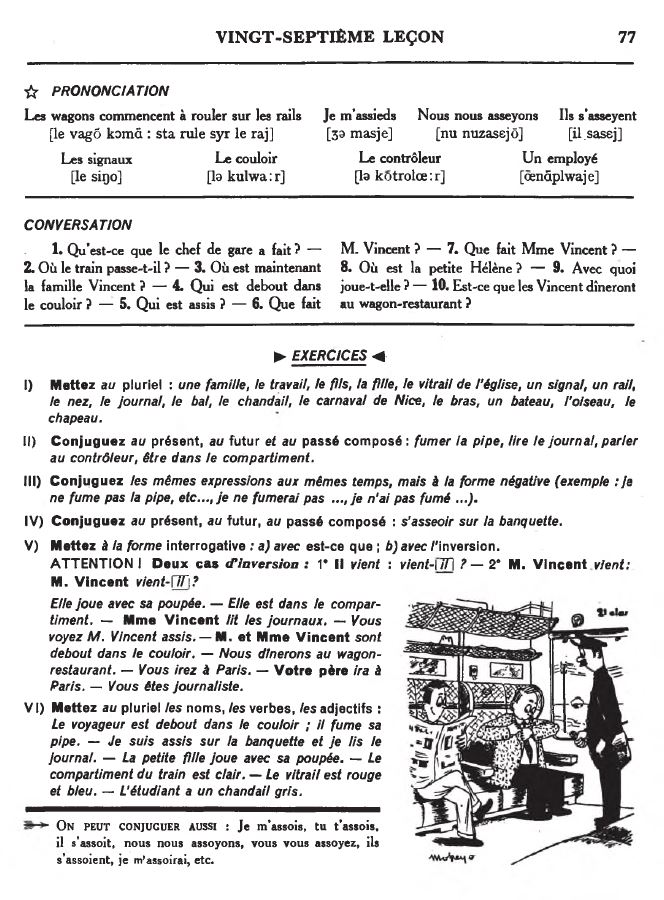 VINGT-SEPTIÈME LEÇON 77
☆ PRONONCIATION
Les wagons commencent à rouler sur les rails Je m'assieds Nous nous asseyons Ils s'asseyent
[le vagõ kɔmɑ̃ : sta rule syr le raj] [ʒə masje] [nu nuzasɛjõ] [il sasɛj]
Les signaux Le couloir Le contrôleur Un employé
[le siŋo] [lə kulwa:r] [lə kõtrolœ:r] [œ̃nɑ̃plwaje]
CONVERSATION
1. Qu'est-ce que le chef de gare a fait ? —
2. Où le train passe-t-il ? — 3. Où est maintenant
la famille Vincent ? — 4. Qui est debout dans
le couloir ? — 5. Qui est assis ? — 6. Que fait
M. Vincent ? — 7. Que fait Mme Vincent ? —
8. Où est la petite Hélène ? — 9. Avec quoi
joue-t-elle ? — 10. Est-ce que les Vincent dîneront
au wagon-restaurant ?
► EXERCICES ◄
I) Mettez au pluriel : une famille, le travail, le fils, la fille, le vitrail de l'église, un signal, un rail,
le nez, le journal, le bal, le chandail, le carnaval de Nice, le bras, un bateau, l'oiseau, le
chapeau.
II) Conjuguez au présent, au futur et au passé composé : fumer la pipe, lire le journal, parler
au contrôleur, être dans le compartiment.
III) Conjuguez les mêmes expressions aux mêmes temps, mais à la forme négative (exemple : je
ne fume pas la pipe, etc..., je ne fumerai pas ..., je n'ai pas fumé ...).
IV) Conjuguez au présent, au futur, au passé composé : s'asseoir sur la banquette.
V) Mettez à la forme interrogative : a) avec est-ce que ; b) avec l'inversion.
ATTENTION ! Deux cas d'inversion : 1° Il vient : vient-il ? — 2° M. Vincent vient :
M. Vincent vient-il ?
Elle joue avec sa poupée. — Elle est dans le compar-
timent. — Mme Vincent lit les journaux. — Vous
voyez M. Vincent assis. — M. et Mme Vincent sont
debout dans le couloir. — Nous dînerons au wagon-
restaurant. — Vous irez à Paris. — Votre père ira à
Paris. — Vous êtes journaliste.
VI) Mettez au pluriel les noms, les verbes, les adjectifs :
Le voyageur est debout dans le couloir ; il fume sa
pipe. — Je suis assis sur la banquette et je lis le
journal. — La petite fille joue avec sa poupée. — Le
compartiment du train est clair. — Le vitrail est rouge
et bleu. — L'étudiant a un chandail gris.
ON PEUT CONJUGUER AUSSI : Je m'assois, tu t'assois,
il s'assoit, nous nous assoyons, vous vous assoyez, ils
s'assoient, je m'assoirai, etc.